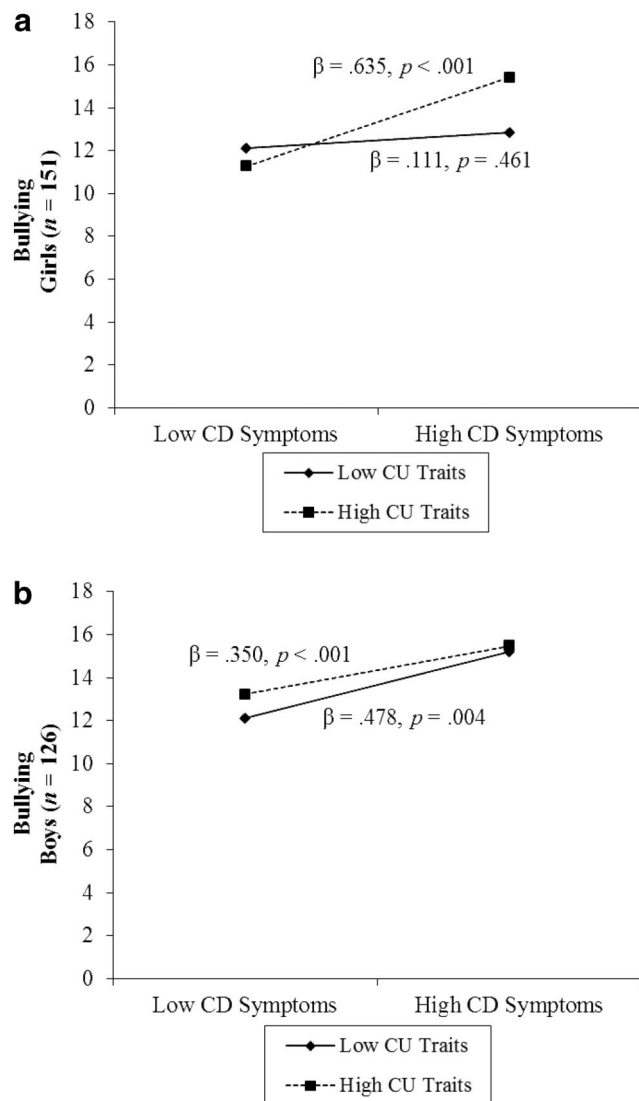 a
18
16
14
12
10
8
6
4
2
0
Bullying
Girls (n = 151)
β = .635, p < .001
β = .111, p = .461
Low CD Symptoms
High CD Symptoms
Low CU Traits
High CU Traits
b
18
16
14
12
10
8
6
4
2
0
Bullying
Boys (n = 126)
β = .350, p < .001
β = .478, p = .004
Low CD Symptoms
High CD Symptoms
Low CU Traits
High CU Traits